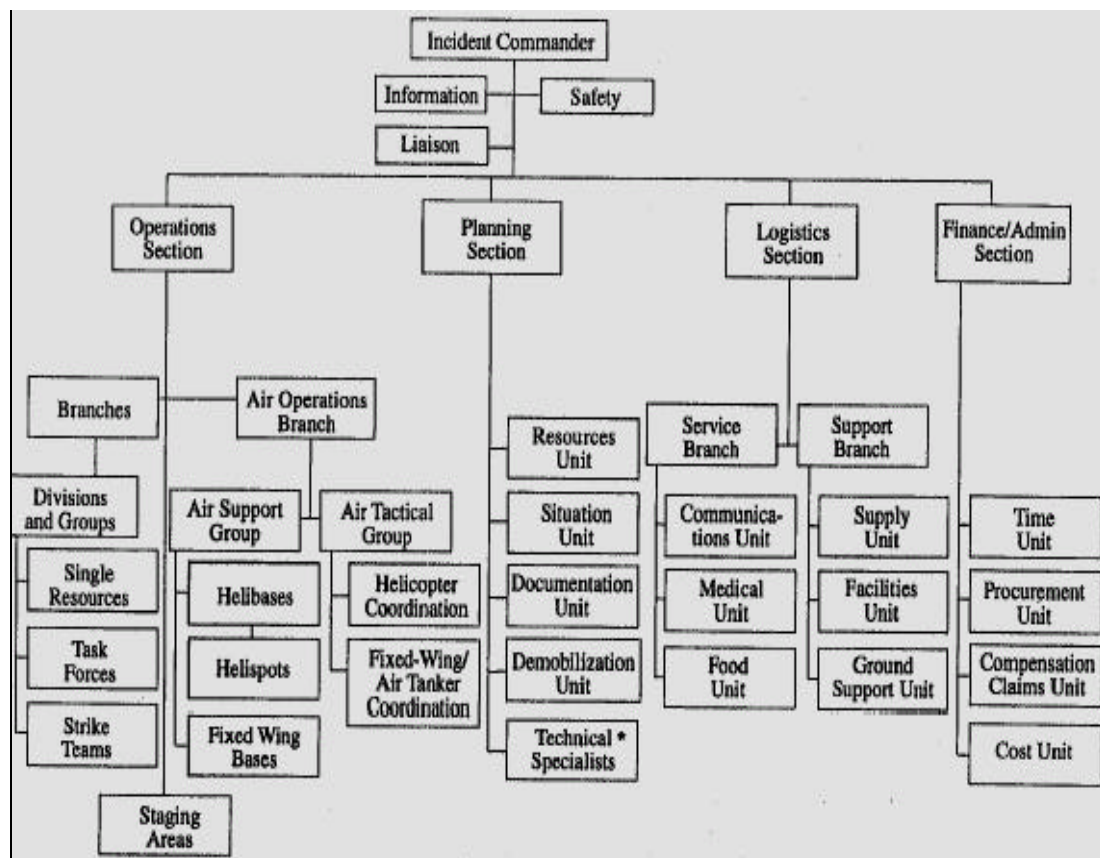 Incident Commander
Information
Safety
Liaison
Operations
Section
Planning
Section
Logistics
Section
Finance/Admin
Section
Branches
Air Operations
Branch
Divisions
and Groups
Single
Resources
Task
Forces
Strike
Teams
Air Support
Group
Air Tactical
Group
Helibases
Helispots
Fixed Wing
Bases
Helicopter
Coordination
Fixed-Wing/
Air Tanker
Coordination
Staging
Areas
Resources
Unit
Situation
Unit
Documentation
Unit
Demobilization
Unit
Technical *
Specialists
Service
Branch
Support
Branch
Communica-
tions Unit
Medical
Unit
Food
Unit
Supply
Unit
Facilities
Unit
Ground
Support Unit
Time
Unit
Procurement
Unit
Compensation
Claims Unit
Cost Unit